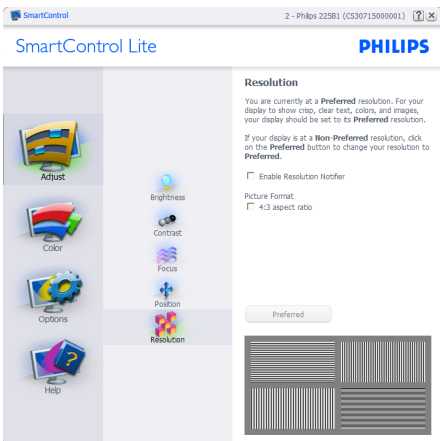 SmartControl
2 - Philips 225B1 (CS30715000001)
SmartControl Lite
PHILIPS
Adjust
Color
Options
Help
Brightness
Contrast
Focus
Position
Resolution
Resolution
You are currently at a Preferred resolution. For your
display to show crisp, clear text, colors, and images,
your display should be set to its Preferred resolution.
If your display is at a Non-Preferred resolution, click
on the Preferred button to change your resolution to
Preferred.
Enable Resolution Notifier
Picture Format
4:3 aspect ratio
Preferred